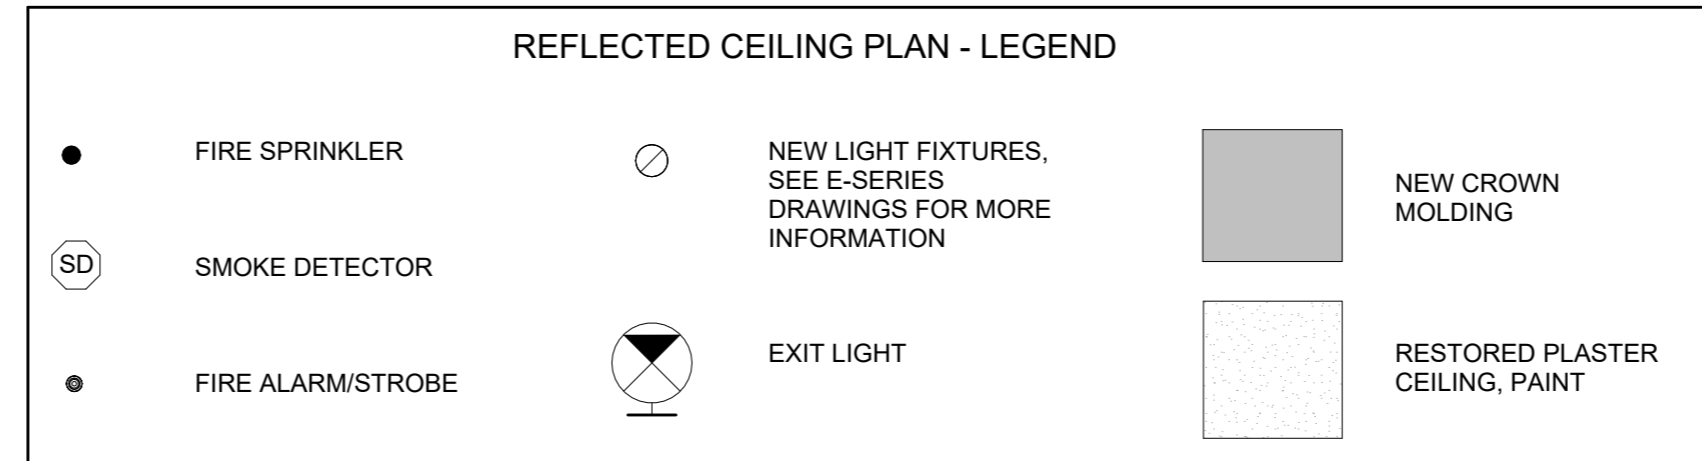 REFLECTED CEILING PLAN - LEGEND
FIRE SPRINKLER
SD
SMOKE DETECTOR
FIRE ALARM/STROBE
NEW LIGHT FIXTURES,
SEE E-SERIES
DRAWINGS FOR MORE
INFORMATION
EXIT LIGHT
NEW CROWN
MOLDING
RESTORED PLASTER
CEILING, PAINT